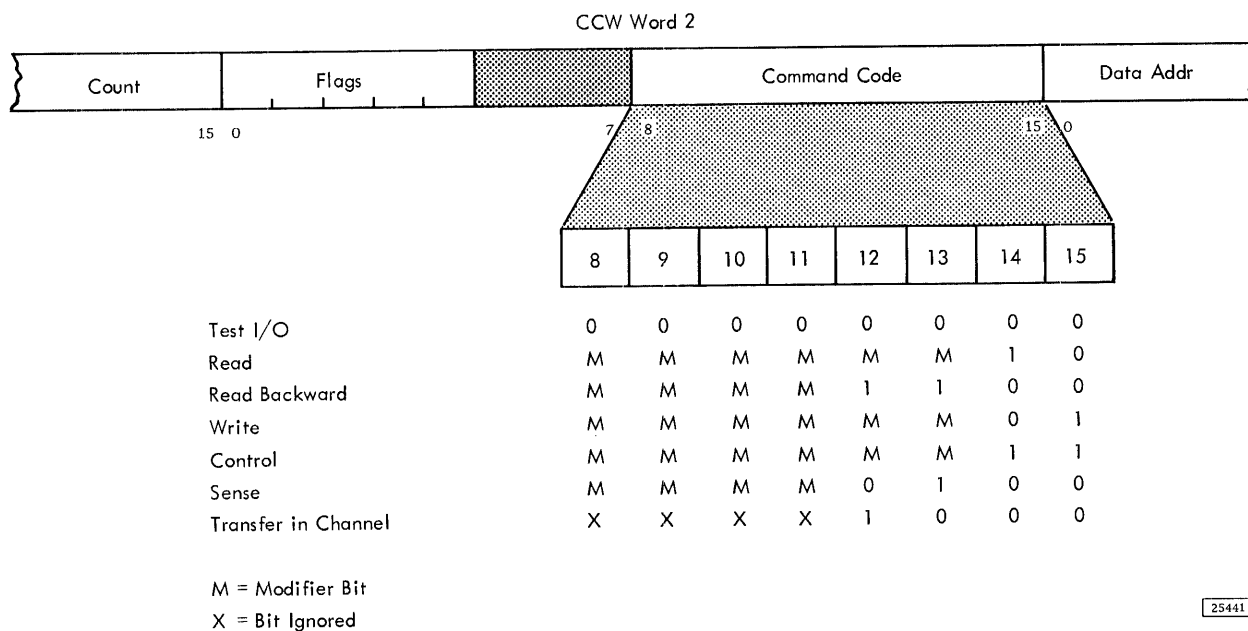 CCW Word 2
Count Flags Command Code Data Addr
15 0 7 8 15 0
8 9 10 11 12 13 14 15
Test I/O 0 0 0 0 0 0 0 0
Read M M M M M M 1 0
Read Backward M M M M 1 1 0 0
Write M M M M M M 0 1
Control M M M M M M 1 1
Sense M M M M 0 1 0 0
Transfer in Channel X X X X 1 0 0 0
M = Modifier Bit
X = Bit Ignored
25441